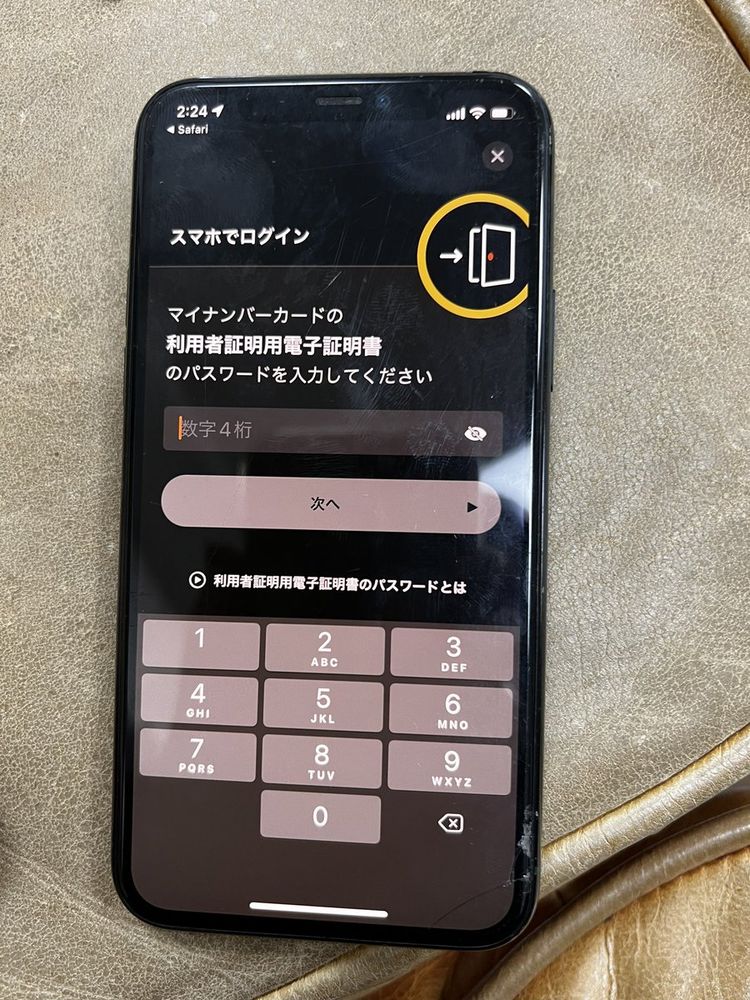 2:24
◀ Safari
スマホでログイン
マイナンバーカードの
利用者証明用電子証明書
のパスワードを入力してください
数字4桁
次へ
利用者証明用電子証明書のパスワードとは
1
2
ABC
3
DEF
4
GHI
5
JKL
6
MNO
7
PQRS
8
TUV
9
WXYZ
0